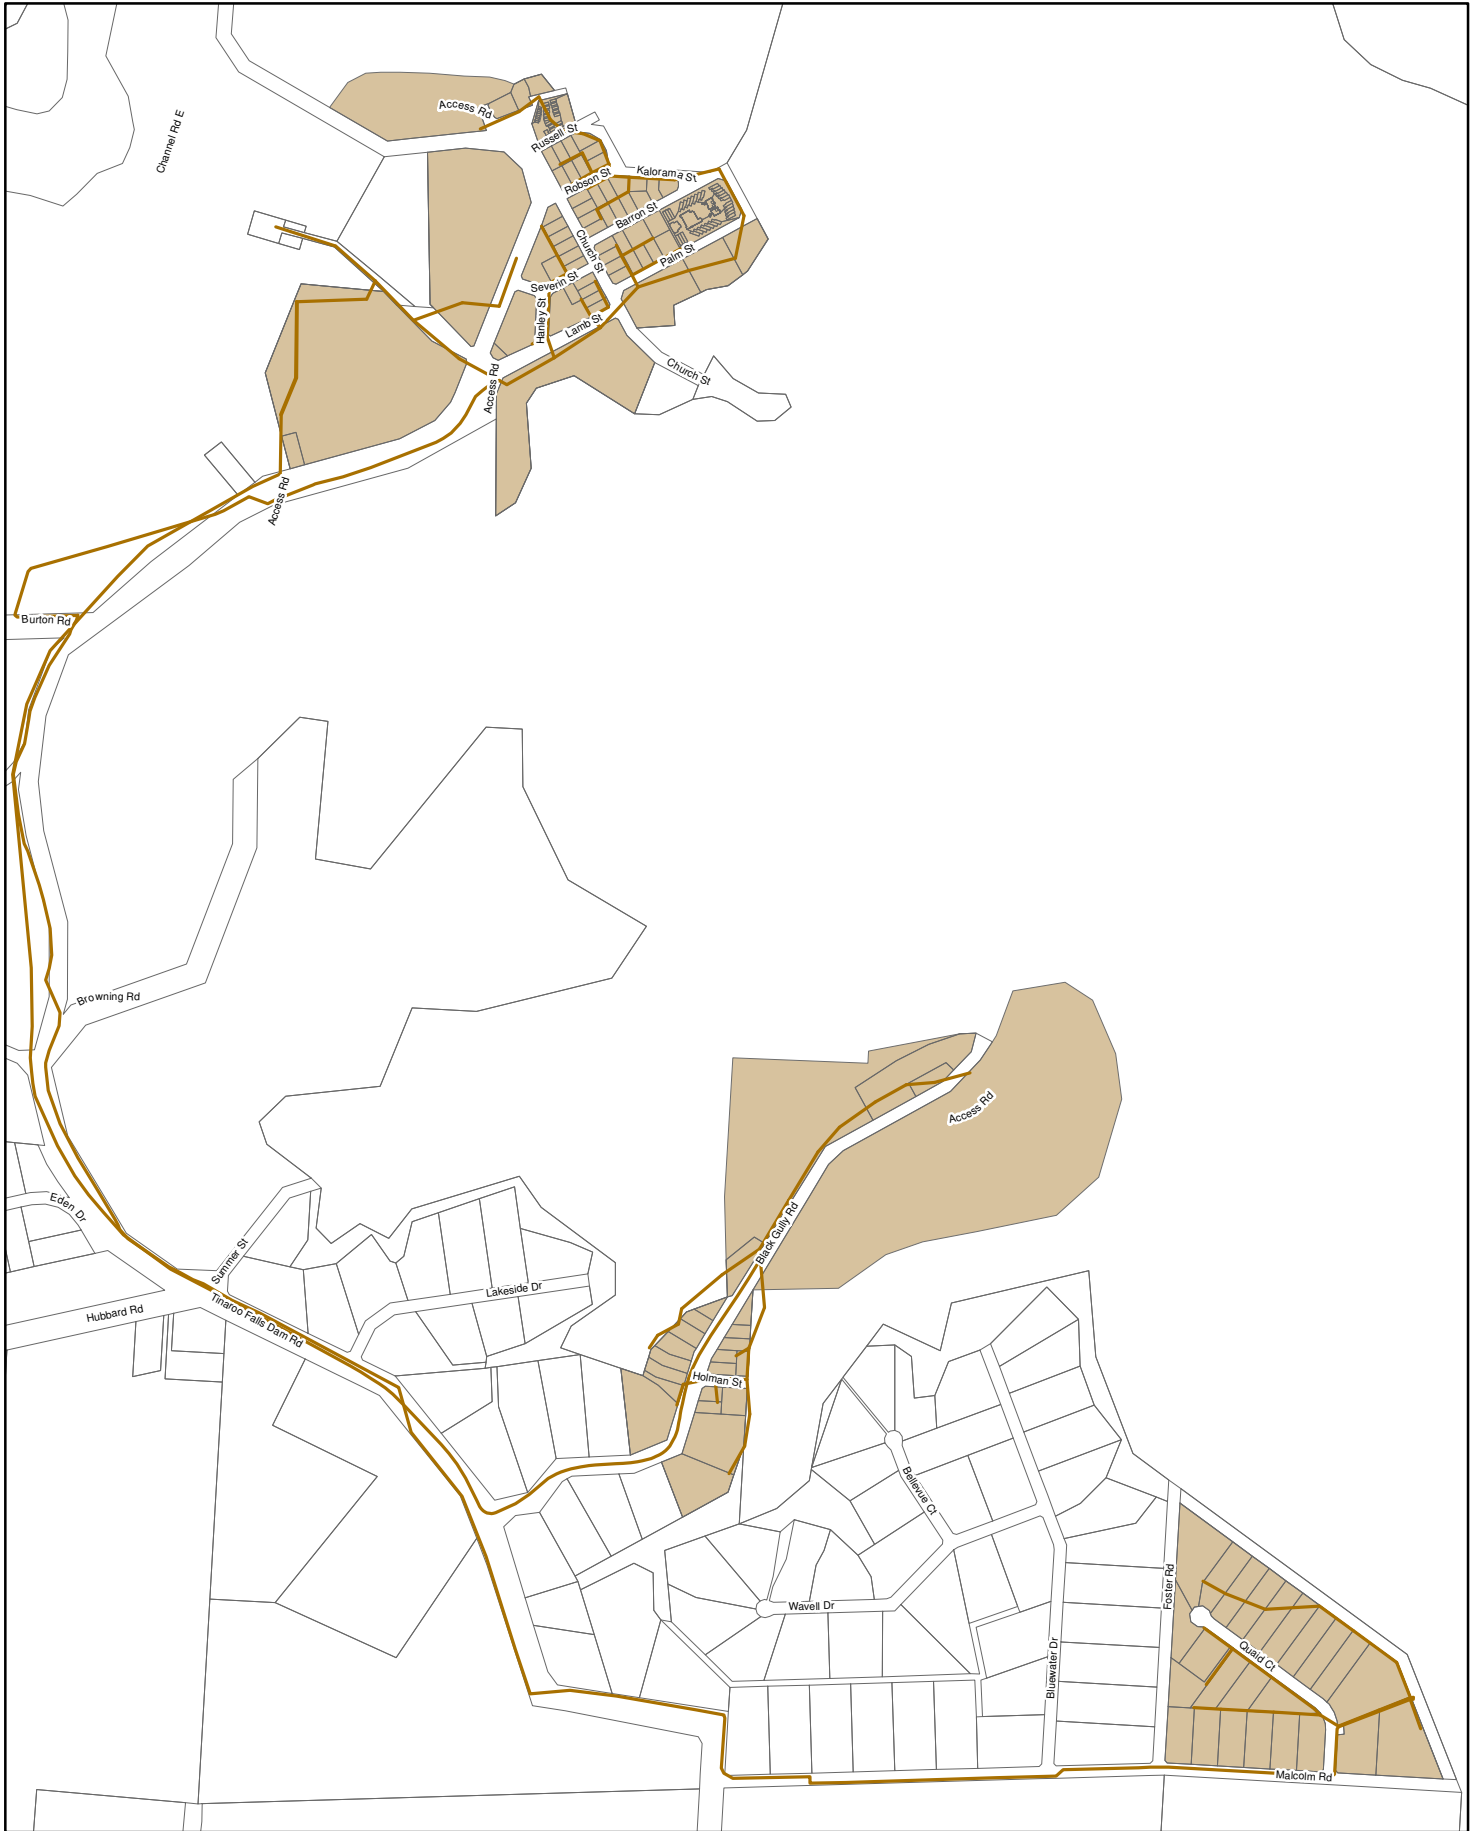 Channel Rd E
Access Rd
Russell St
Robson St
Kalorama St
Barron St
Church St
Palm St
Severin St
Hanley St
Lamb St
Church St
Access Rd
Access Rd
Burton Rd
Browning Rd
Access Rd
Eden Dr
Black Gully Rd
Summer St
Lakeside Dr
Hubbard Rd
Tinaroo Falls Dam Rd
Holman St
Bellevue Ct
Foster Rd
Wavell Dr
Quaid Ct
Bluewater Dr
Malcolm Rd